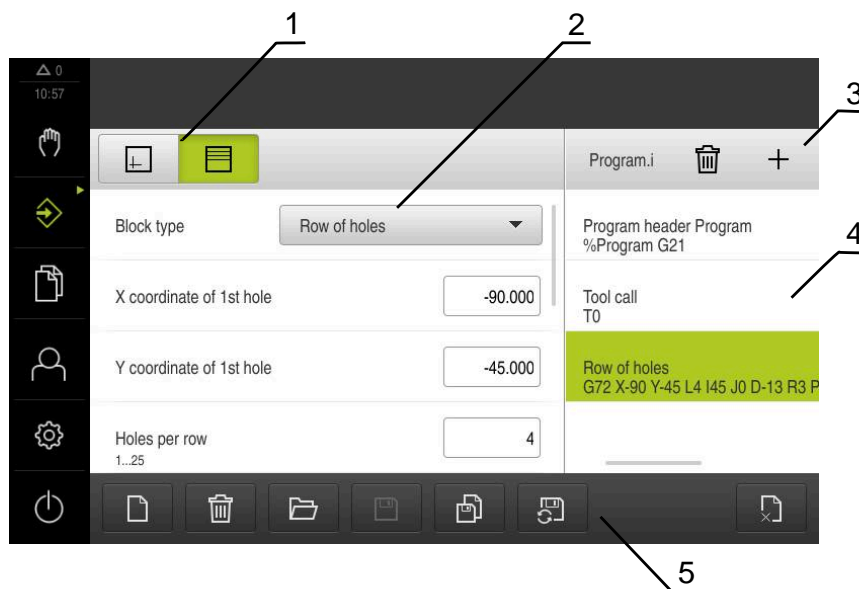 1
2
3
4
5
0
10:57
Program.i
Block type
Row of holes
X coordinate of 1st hole
-90.000
Y coordinate of 1st hole
-45.000
Holes per row
4
1...25
Program header Program
%Program G21
Tool call
T0
Row of holes
G72 X-90 Y-45 L4 I45 J0 D-13 R3 P